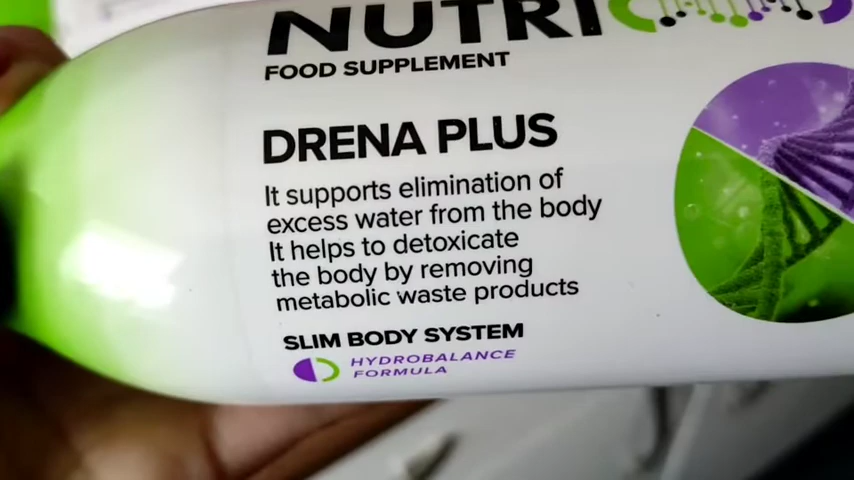 NUTRI
FOOD SUPPLEMENT
DRENA PLUS
It supports elimination of
excess water from the body
It helps to detoxicate
the body by removing
metabolic waste products
SLIM BODY SYSTEM
HYDROBALANCE
FORMULA